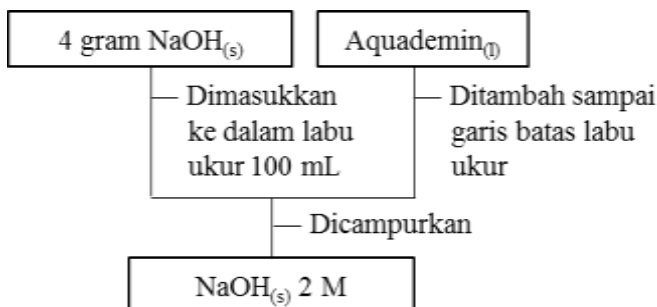 4 gram NaOH(s)
Aquademin(l)
Dimasukkan
ke dalam labu
ukur 100 mL
Ditambah sampai
garis batas labu
ukur
Dicampurkan
NaOH(s) 2 M